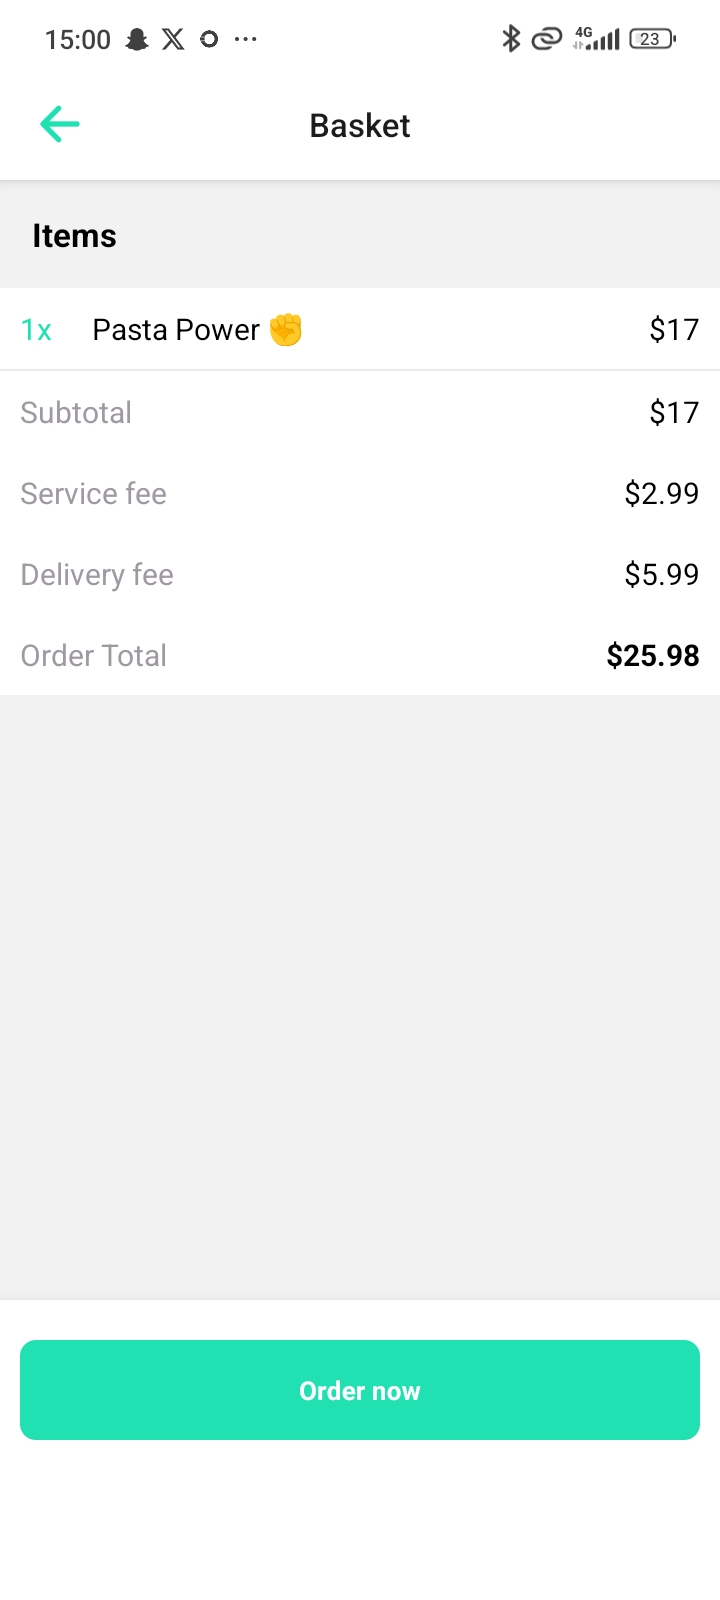 15:00 4G 23
Basket
Items
1x Pasta Power ✊ $17
Subtotal $17
Service fee $2.99
Delivery fee $5.99
Order Total $25.98
Order now